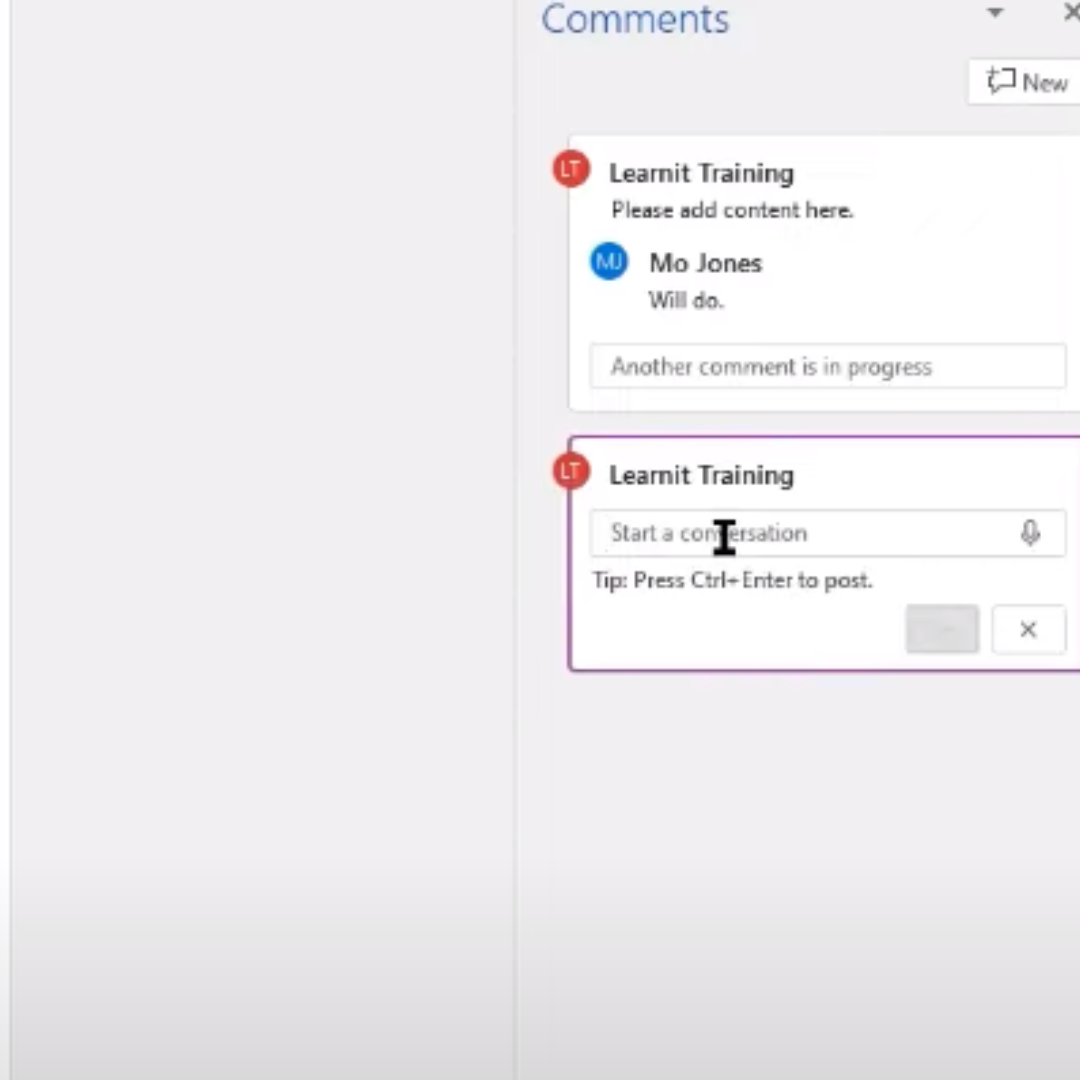 Comments
New
LT
Learnit Training
Please add content here.
MJ
Mo Jones
Will do.
Another comment is in progress
LT
Learnit Training
Start a conversation
Tip: Press Ctrl+Enter to post.